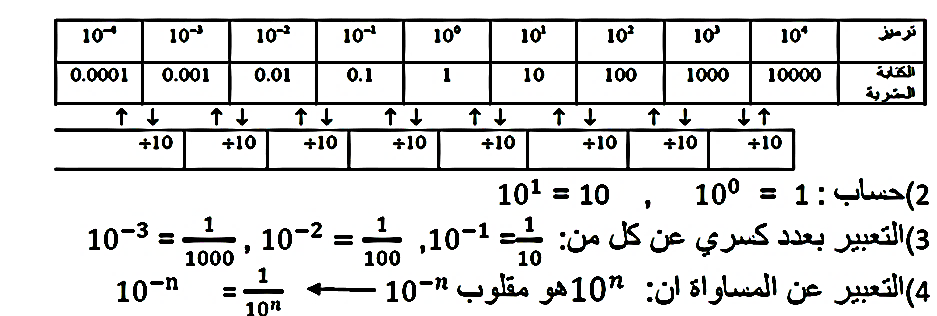 ترميز 10⁴ 10³ 10² 10¹ 10⁰ 10⁻¹ 10⁻² 10⁻³ 10⁻⁴
الكتابة العشرية 10000 1000 100 10 1 0.1 0.01 0.001 0.0001
↑ ↓ ↑ ↓ ↑ ↓ ↑ ↓ ↑ ↓ ↑ ↓ ↑ ↓ ↓ ↑
÷10 ÷10 ÷10 ÷10 ÷10 ÷10 ÷10 ÷10
2)حساب : 10⁰ = 1 , 10¹ = 10
3)التعبير بعدد كسري عن كل من: 10⁻¹ = 1/10, 10⁻² = 1/100 , 10⁻³ = 1/1000
4)التعبير عن المساواة ان: 10ⁿ هو مقلوب 10⁻ⁿ ← 10⁻ⁿ = 1/10ⁿ